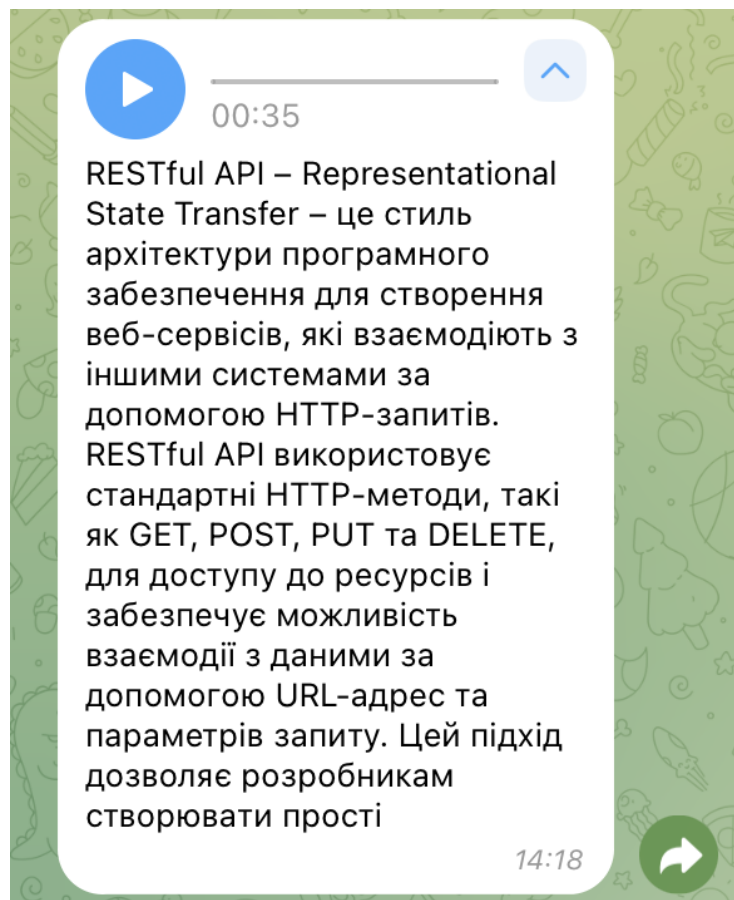 00:35
RESTful API – Representational
State Transfer – це стиль
архітектури програмного
забезпечення для створення
веб-сервісів, які взаємодіють з
іншими системами за
допомогою HTTP-запитів.
RESTful API використовує
стандартні HTTP-методи, такі
як GET, POST, PUT та DELETE,
для доступу до ресурсів і
забезпечує можливість
взаємодії з даними за
допомогою URL-адрес та
параметрів запиту. Цей підхід
дозволяє розробникам
створювати прості
14:18